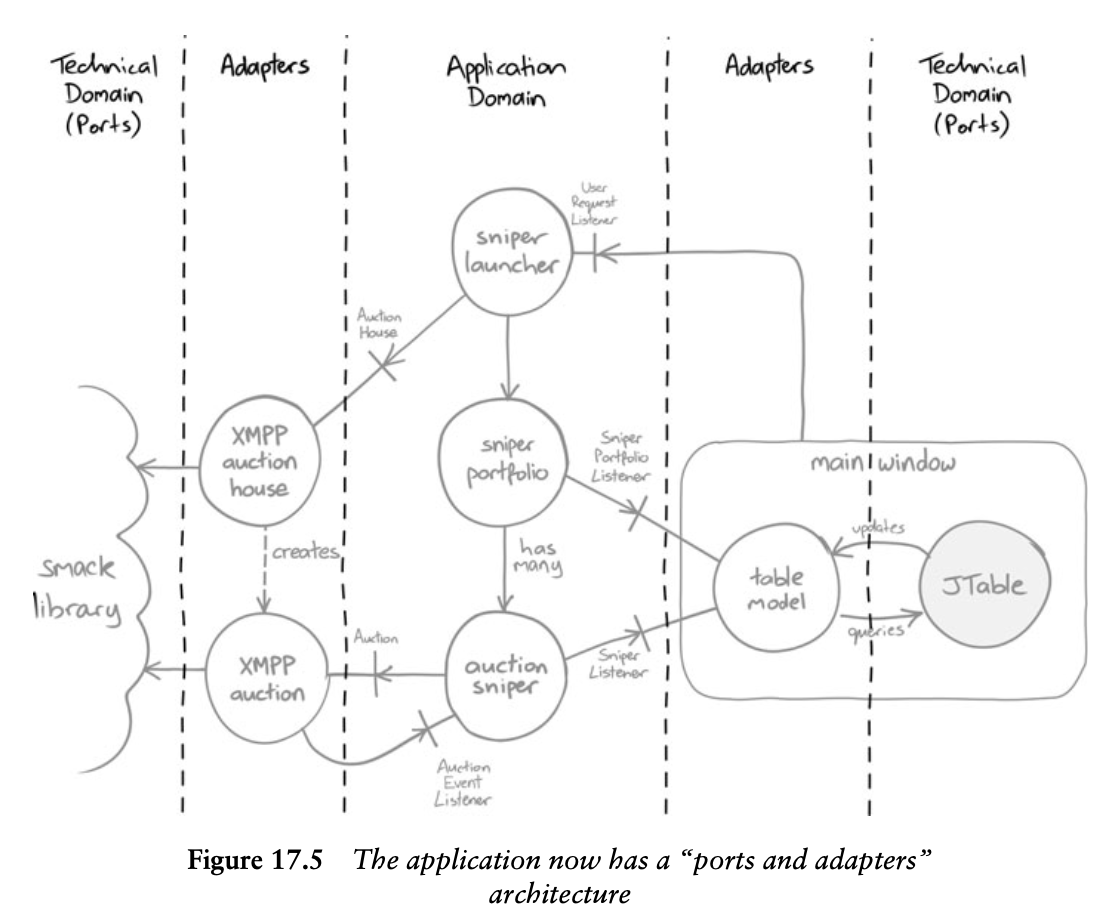 Technical
Domain
(Ports)
Adapters
Application
Domain
Adapters
Technical
Domain
(Ports)
User
Request
Listener
sniper
launcher
Auction
House
XMPP
auction
house
sniper
portfolio
Sniper
Portfolio
Listener
main window
creates
has
many
updates
table
model
JTable
queries
smack
library
XMPP
auction
Auction
auction
sniper
Sniper
Listener
Auction
Event
Listener
Figure 17.5 The application now has a “ports and adapters”
architecture